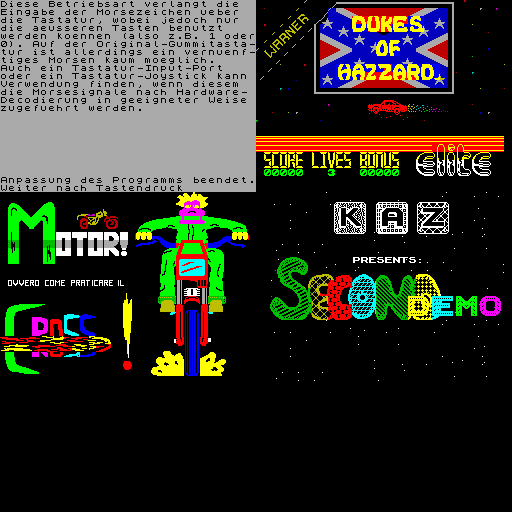 Diese Betriebsart verlangt die
Eingabe der Morsezeichen ueber
die Tastatur, wobei jedoch nur
die aeusseren Tasten benutzt
werden koennen (also z.B. 1 oder
0). Auf der Original-Gummitasta-
tur ist allerdings ein vernuenf-
tiges Morsen kaum moeglich.
Auch ein Tasta am Input-Port
oder ein Tastatur-Joystick kann
Verwendung finden, wenn diesem
die Morsesignale nach Hardware-
Decodierung in geeigneter Weise
zugefuehrt werden.
Anpassung des Programms beendet.
Weiter nach Tastendruck
WARNER
DUKES
OF
HAZZARD
SCORE LIVES BONUS
00000 3 00000
elite
MOTOR!
OVVERO COME PRATICARE IL
CROSS
!
KAZ
PRESENTS:
SECOND DEMO